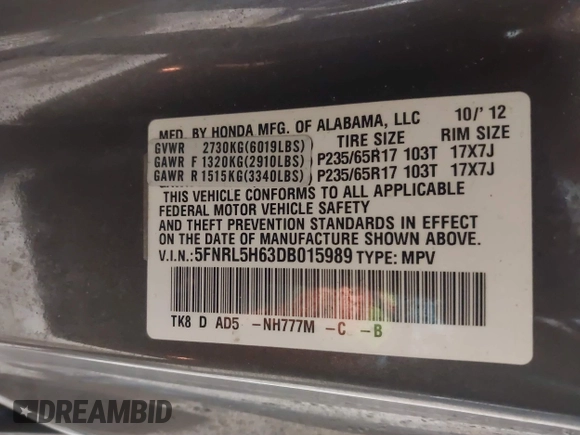 MFD. BY HONDA MFG. OF ALABAMA, LLC 10/'12
TIRE SIZE RIM SIZE
GVWR 2730KG(6019LBS)
GAWR F 1320KG(2910LBS) P235/65R17 103T 17X7J
GAWR R 1515KG(3340LBS) P235/65R17 103T 17X7J
THIS VEHICLE CONFORMS TO ALL APPLICABLE
FEDERAL MOTOR VEHICLE SAFETY
AND THEFT PREVENTION STANDARDS IN EFFECT
ON THE DATE OF MANUFACTURE SHOWN ABOVE.
V.I.N.:5FNRL5H63DB015989 TYPE: MPV
TK8 D AD5 -NH777M -C -B
DREAMBID